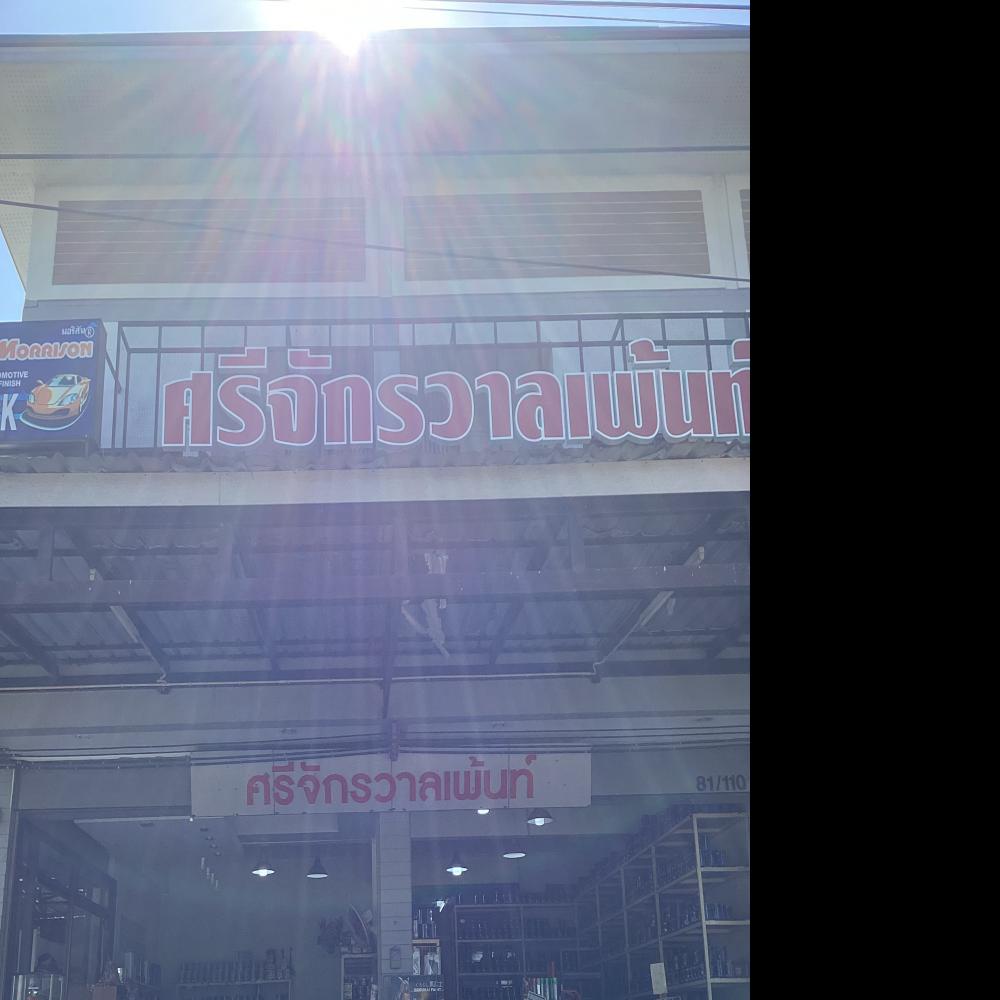 มอริสัน®
MORRISON
OMOTIVE
FINISH
K
ศรีจักรวาลเพ้นท์
ศรีจักรวาลเพ้นท์
81/110